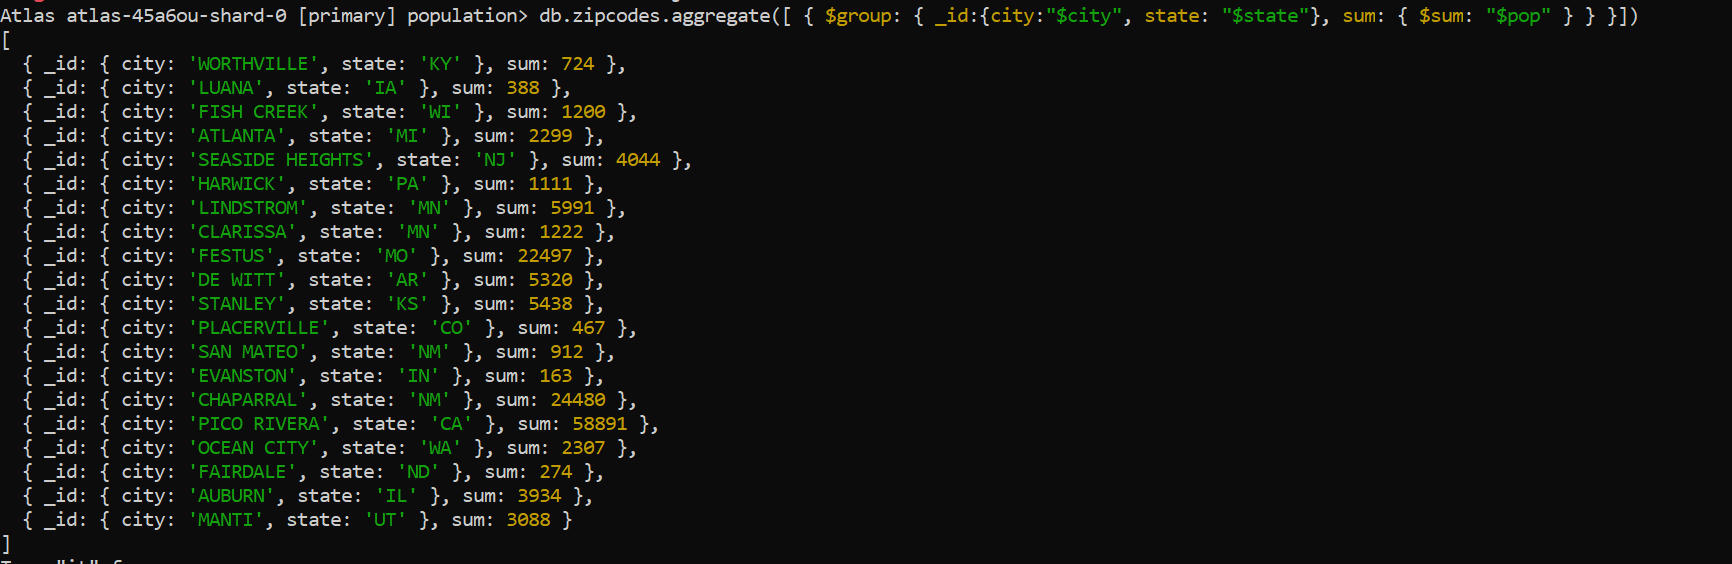 Atlas atlas-45a6ou-shard-0 [primary] population> db.zipcodes.aggregate([ { $group: { _id:{city:"$city", state: "$state"}, sum: { $sum: "$pop" } } }])
[
  { _id: { city: 'WORTHVILLE', state: 'KY' }, sum: 724 },
  { _id: { city: 'LUANA', state: 'IA' }, sum: 388 },
  { _id: { city: 'FISH CREEK', state: 'WI' }, sum: 1200 },
  { _id: { city: 'ATLANTA', state: 'MI' }, sum: 2299 },
  { _id: { city: 'SEASIDE HEIGHTS', state: 'NJ' }, sum: 4044 },
  { _id: { city: 'HARWICK', state: 'PA' }, sum: 1111 },
  { _id: { city: 'LINDSTROM', state: 'MN' }, sum: 5991 },
  { _id: { city: 'CLARISSA', state: 'MN' }, sum: 1222 },
  { _id: { city: 'FESTUS', state: 'MO' }, sum: 22497 },
  { _id: { city: 'DE WITT', state: 'AR' }, sum: 5320 },
  { _id: { city: 'STANLEY', state: 'KS' }, sum: 5438 },
  { _id: { city: 'PLACERVILLE', state: 'CO' }, sum: 467 },
  { _id: { city: 'SAN MATEO', state: 'NM' }, sum: 912 },
  { _id: { city: 'EVANSTON', state: 'IN' }, sum: 163 },
  { _id: { city: 'CHAPARRAL', state: 'NM' }, sum: 24480 },
  { _id: { city: 'PICO RIVERA', state: 'CA' }, sum: 58891 },
  { _id: { city: 'OCEAN CITY', state: 'WA' }, sum: 2307 },
  { _id: { city: 'FAIRDALE', state: 'ND' }, sum: 274 },
  { _id: { city: 'AUBURN', state: 'IL' }, sum: 3934 },
  { _id: { city: 'MANTI', state: 'UT' }, sum: 3088 }
]